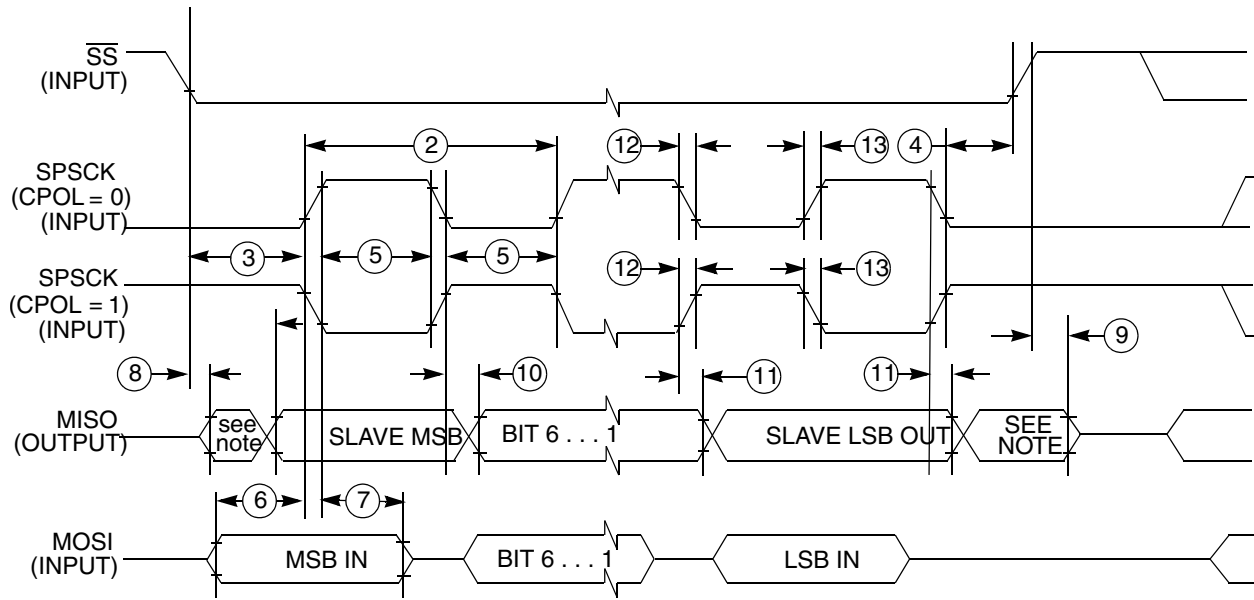 SS
(INPUT)
2
12
13
4
SPSCK
(CPOL = 0)
(INPUT)
3
5
5
12
13
SPSCK
(CPOL = 1)
(INPUT)
8
10
11
11
9
MISO
(OUTPUT)
see
note
SLAVE MSB
BIT 6 . . . 1
SLAVE LSB OUT
SEE
NOTE
6
7
MOSI
(INPUT)
MSB IN
BIT 6 . . . 1
LSB IN